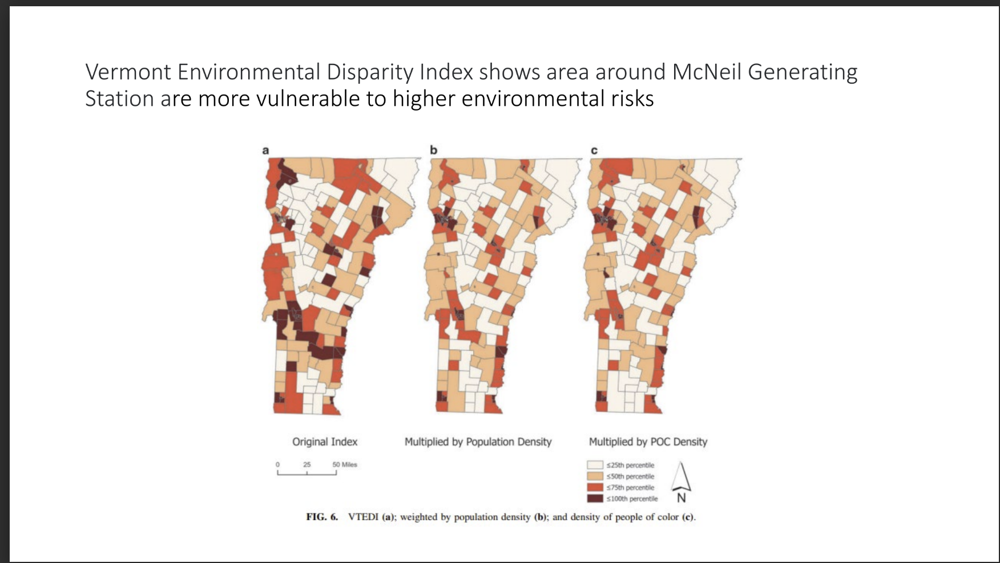 Vermont Environmental Disparity Index shows area around McNeil Generating
Station are more vulnerable to higher environmental risks
a
b
c
Original Index
Multiplied by Population Density
Multiplied by POC Density
0 25 50 Miles
≤25th percentile
≤50th percentile
≤75th percentile
≤100th percentile
N
FIG. 6. VTEDI (a); weighted by population density (b); and density of people of color (c).